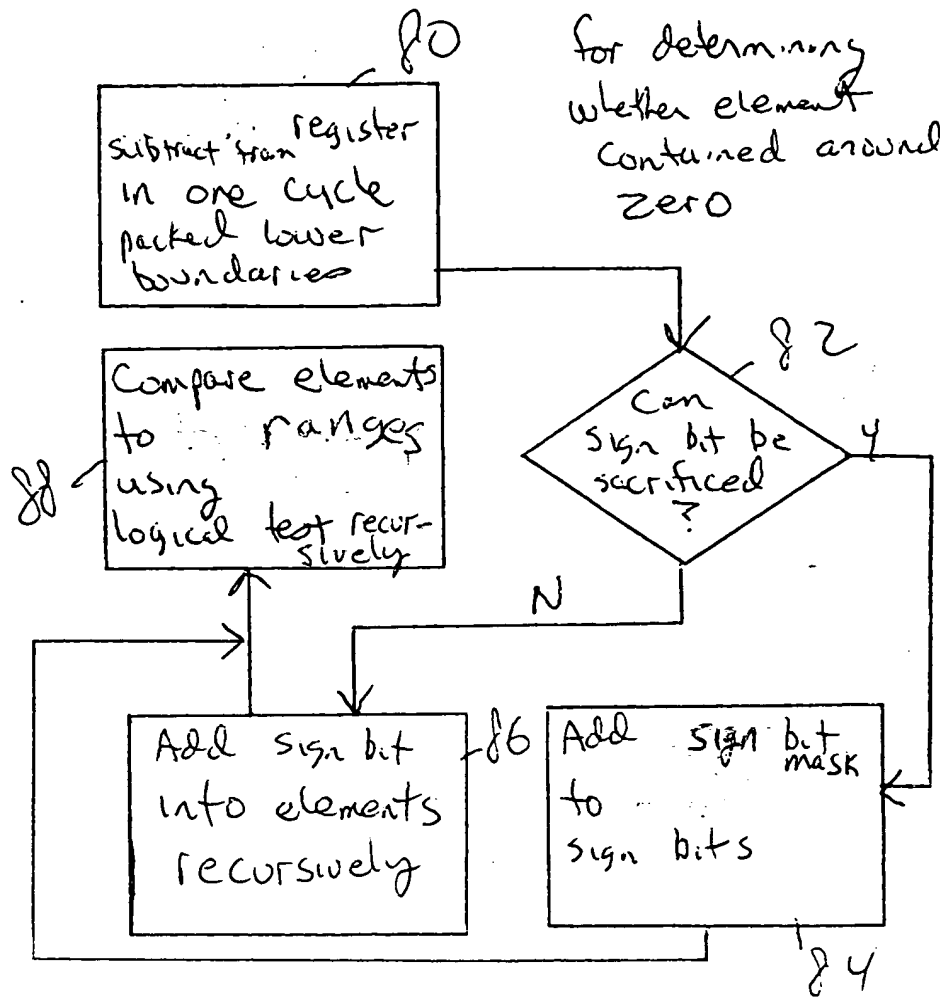 80
for determining
whether element
contained around
zero
subtract from register
in one cycle
packed lower
boundaries
82
Can
sign bit be
sacrificed
?
Y
N
88
Compare elements
to ranges
using
logical test recur-
sively
86
Add sign bit
into elements
recursively
Add sign bit
mask
to
sign bits
84